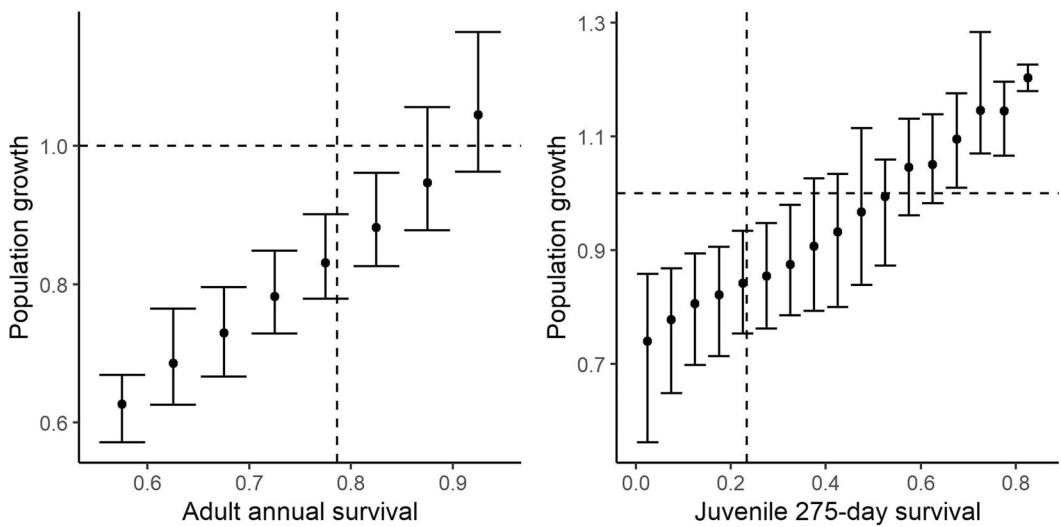 1.0
0.8
0.6
Population growth
0.6 0.7 0.8 0.9
Adult annual survival
1.3
1.1
0.9
0.7
Population growth
0.0 0.2 0.4 0.6 0.8
Juvenile 275-day survival